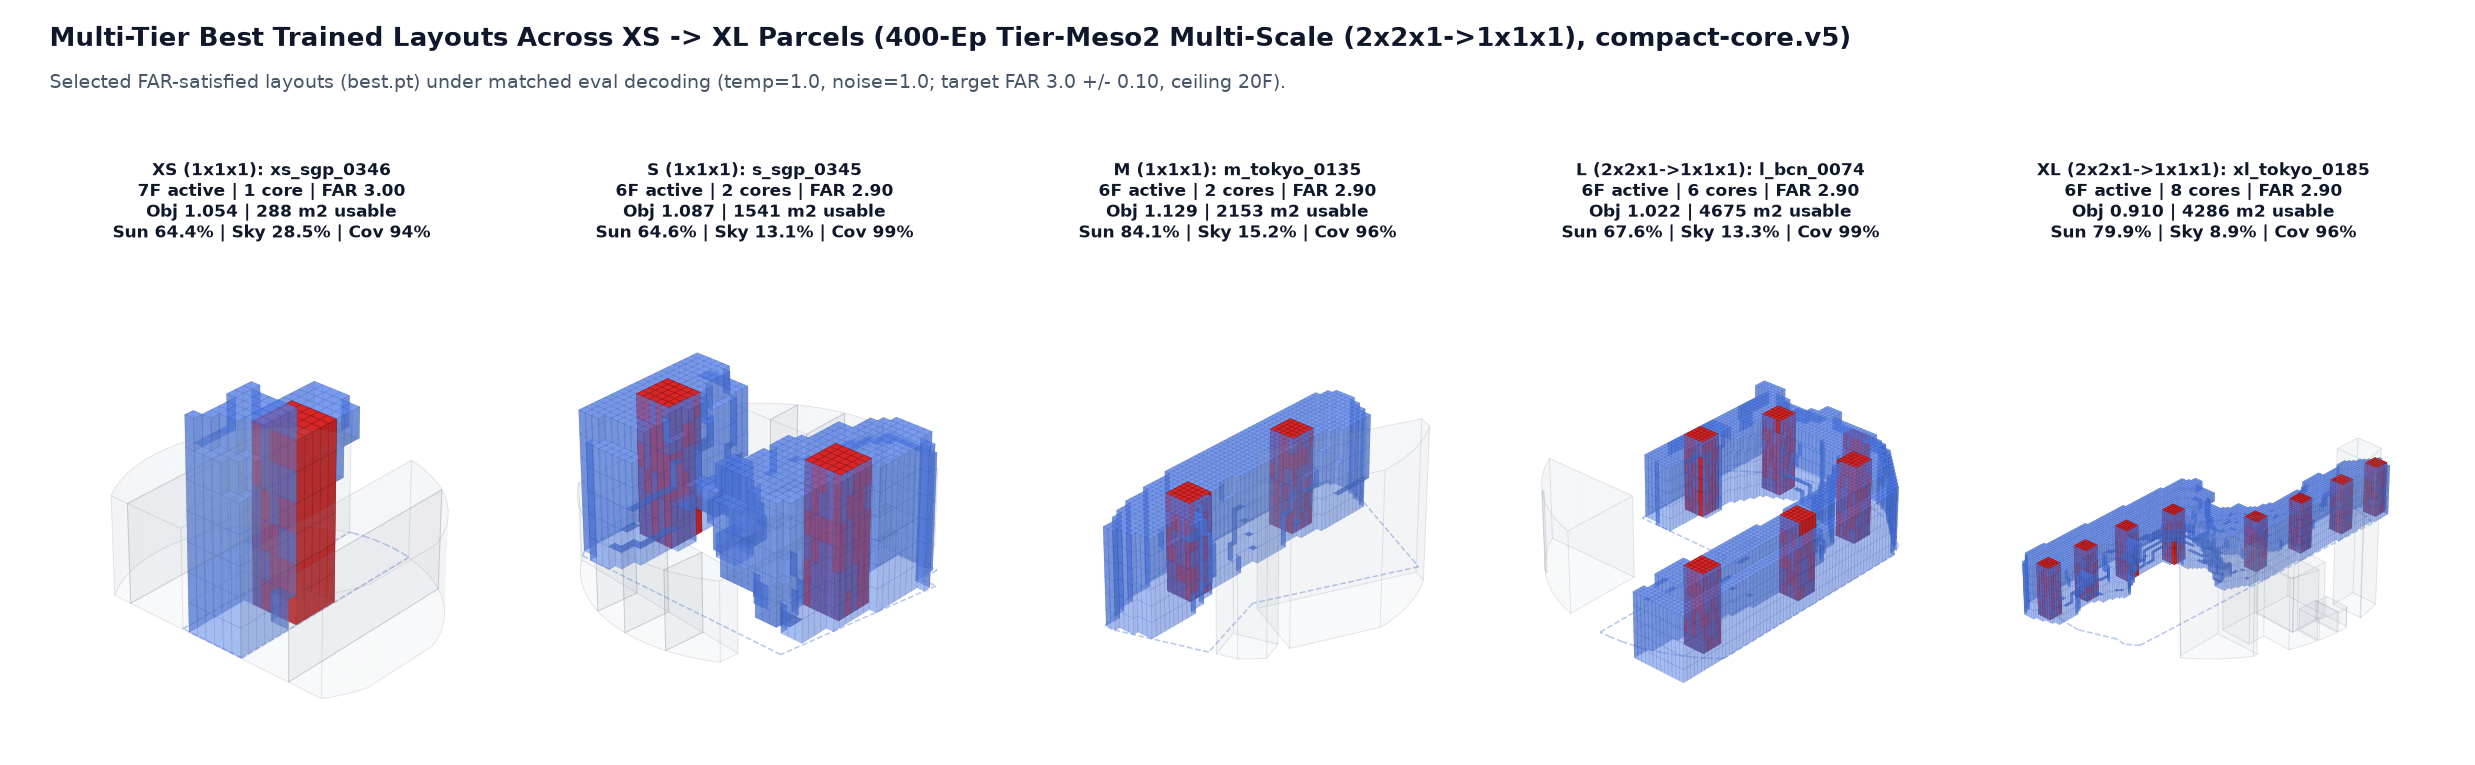 Multi-Tier Best Trained Layouts Across XS -> XL Parcels (400-Ep Tier-Meso2 Multi-Scale (2x2x1->1x1x1), compact-core.v5)
Selected FAR-satisfied layouts (best.pt) under matched eval decoding (temp=1.0, noise=1.0; target FAR 3.0 +/- 0.10, ceiling 20F).
XS (1x1x1): xs_sgp_0346
7F active | 1 core | FAR 3.00
Obj 1.054 | 288 m2 usable
Sun 64.4% | Sky 28.5% | Cov 94%
S (1x1x1): s_sgp_0345
6F active | 2 cores | FAR 2.90
Obj 1.087 | 1541 m2 usable
Sun 64.6% | Sky 13.1% | Cov 99%
M (1x1x1): m_tokyo_0135
6F active | 2 cores | FAR 2.90
Obj 1.129 | 2153 m2 usable
Sun 84.1% | Sky 15.2% | Cov 96%
L (2x2x1->1x1x1): l_bcn_0074
6F active | 6 cores | FAR 2.90
Obj 1.022 | 4675 m2 usable
Sun 67.6% | Sky 13.3% | Cov 99%
XL (2x2x1->1x1x1): xl_tokyo_0185
6F active | 8 cores | FAR 2.90
Obj 0.910 | 4286 m2 usable
Sun 79.9% | Sky 8.9% | Cov 96%